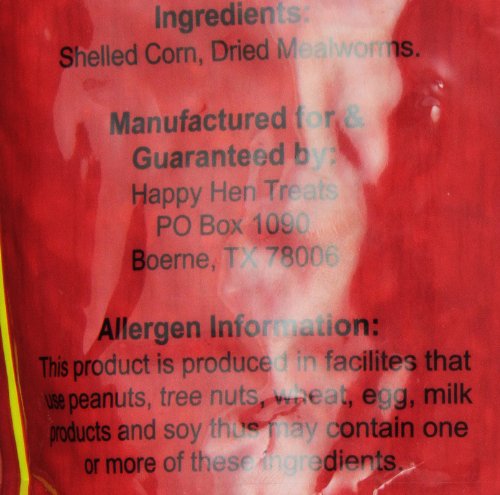 Ingredients:
Shelled Corn, Dried Mealworms.
Manufactured for &
Guaranteed by:
Happy Hen Treats
PO Box 1090
Boerne, TX 78006
Allergen Information:
This product is produced in facilites that
use peanuts, tree nuts, wheat, egg, milk
products and soy thus may contain one
or more of these ingredients.